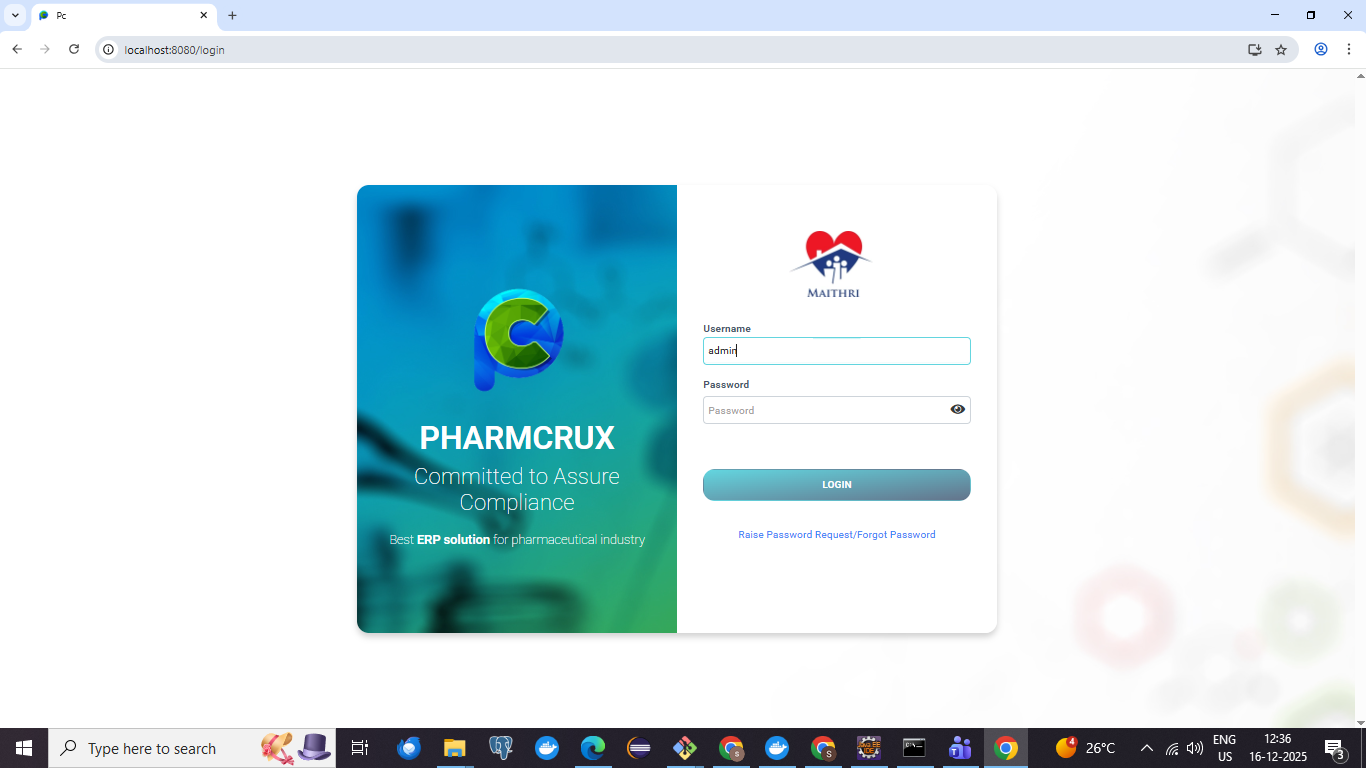 Pc
localhost:8080/login
MAITHRI
Username
admin
Password
Password
LOGIN
Raise Password Request/Forgot Password
PHARMCRUX
Committed to Assure
Compliance
Best ERP solution for pharmaceutical industry
Type here to search
26°C
ENG
US
12:36
16-12-2025
4
3